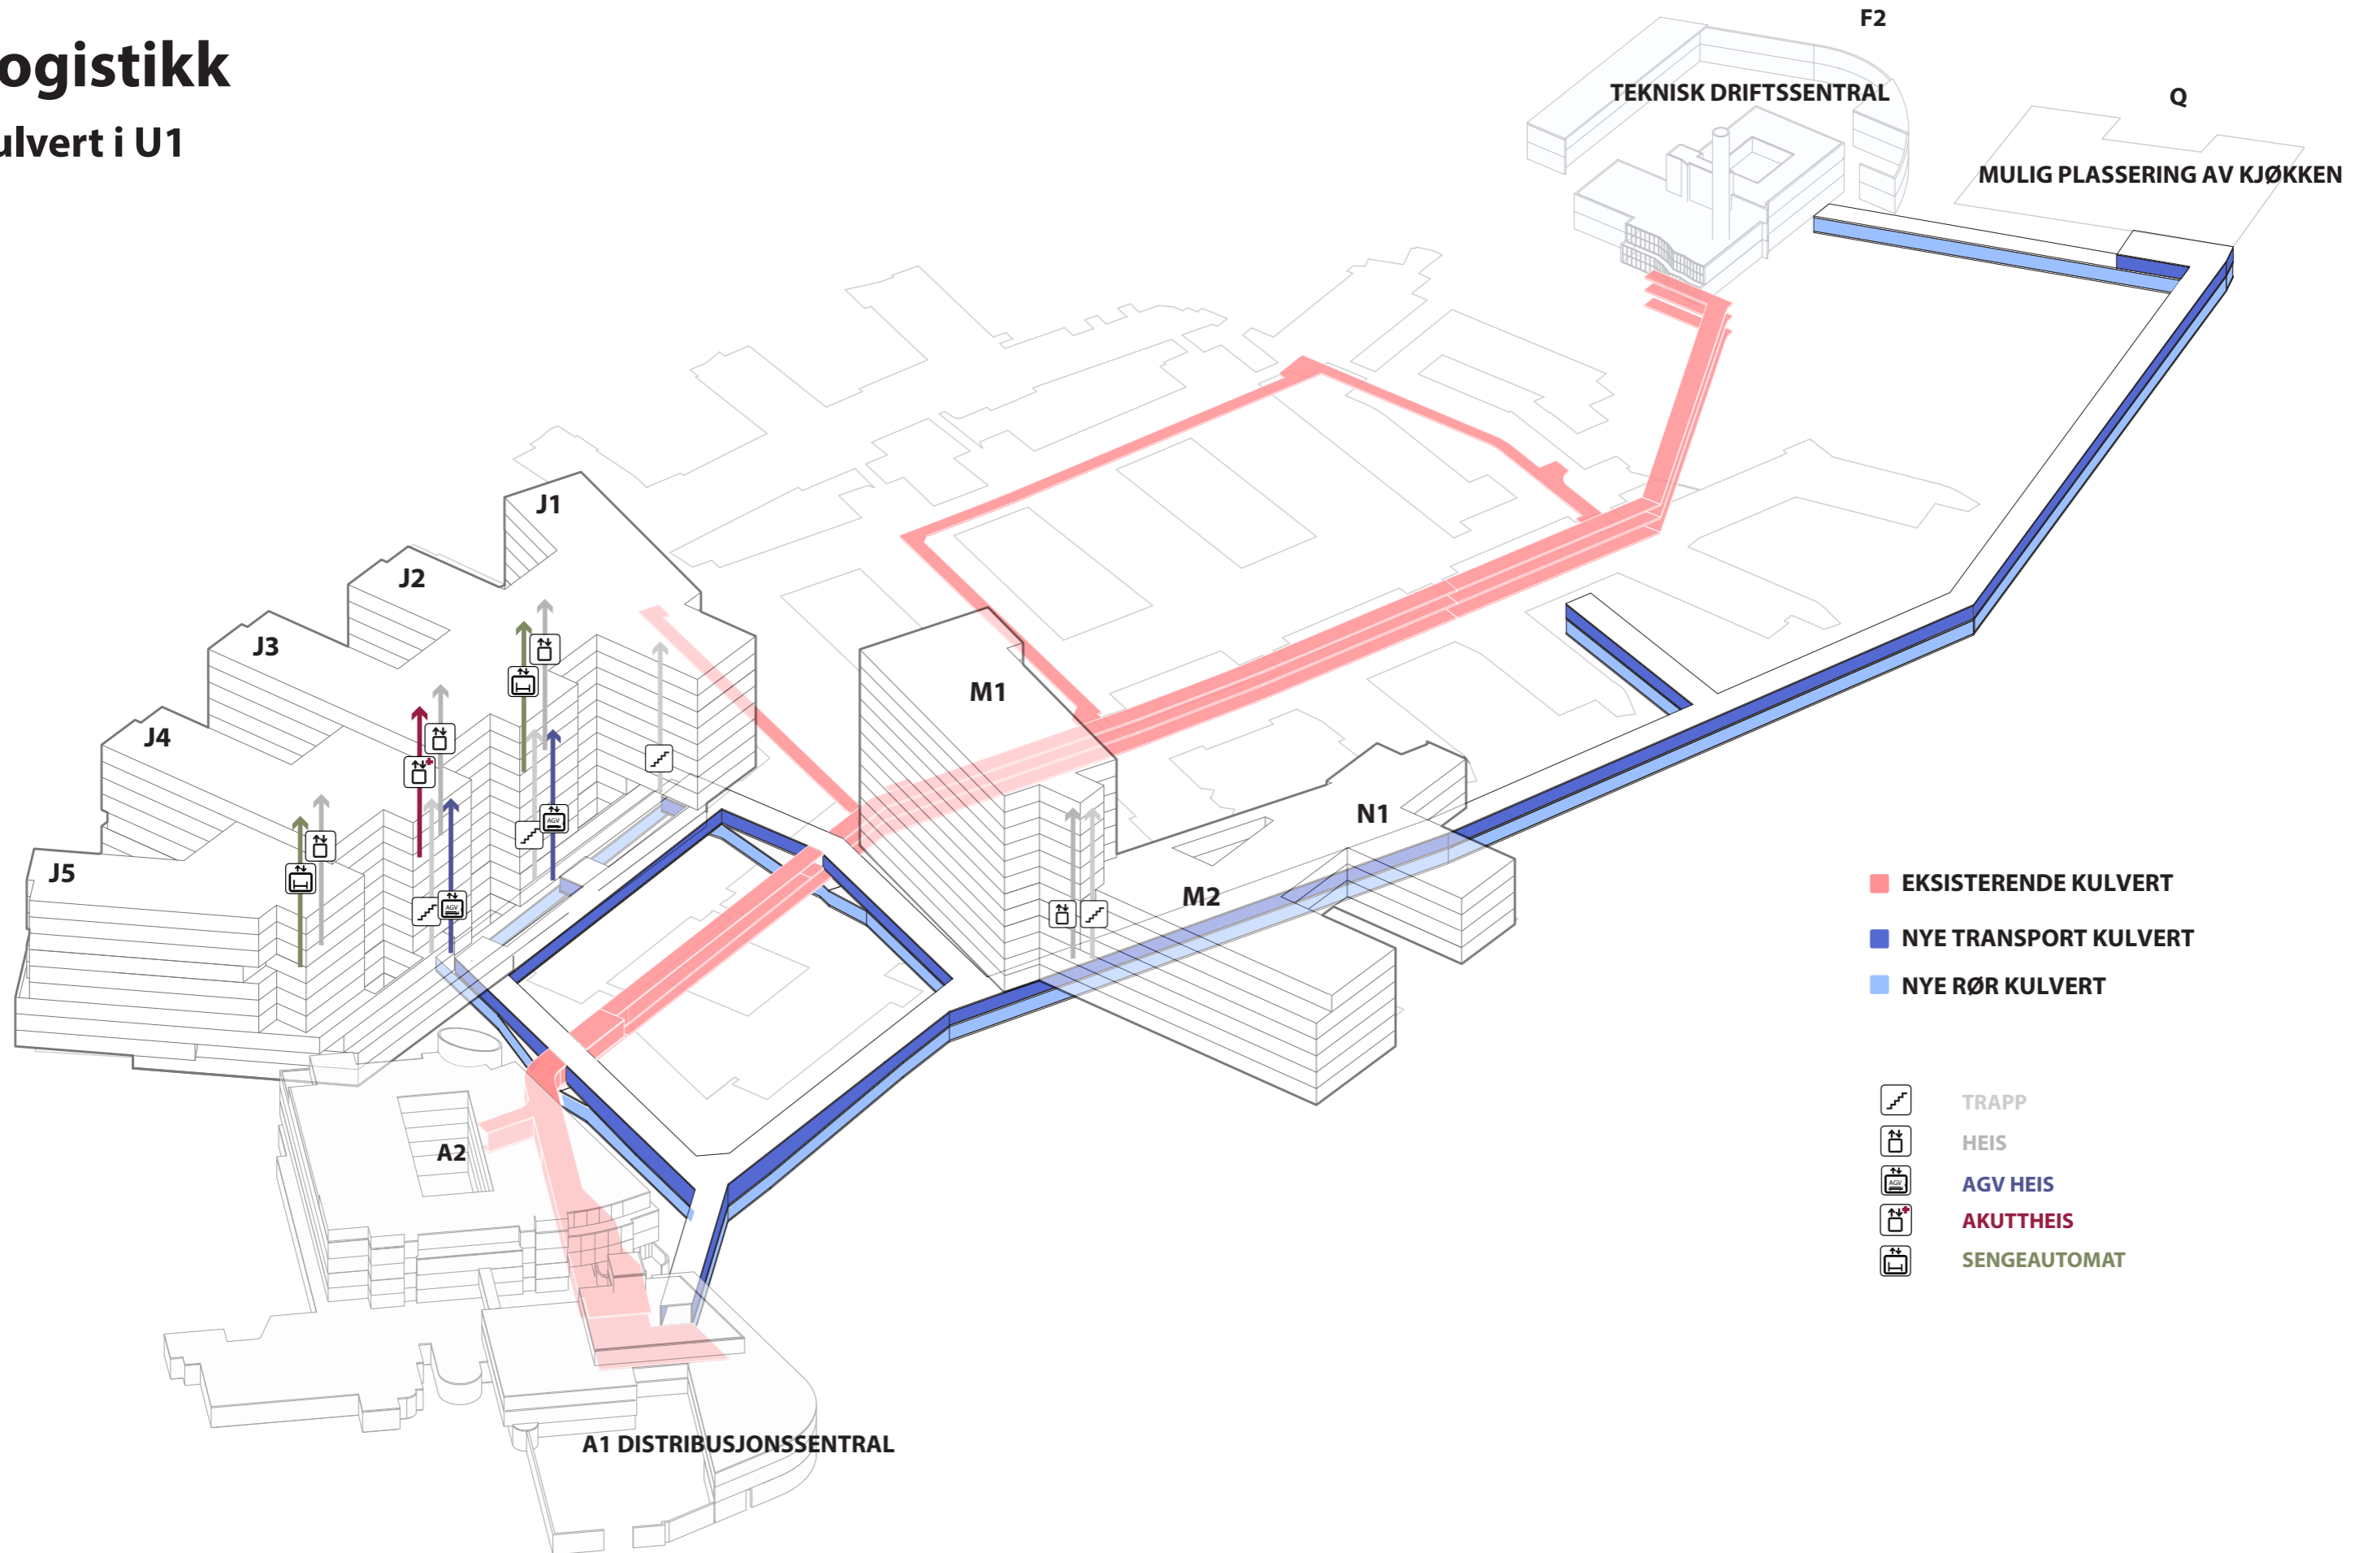 ogistikk
ulvert i U1
F2
TEKNISK DRIFTSSENTRAL
Q
MULIG PLASSERING AV KJØKKEN
J1
J2
J3
J4
J5
M1
N1
M2
A2
A1 DISTRIBUSJONSSENTRAL
AGV
AGV
EKSISTERENDE KULVERT
NYE TRANSPORT KULVERT
NYE RØR KULVERT
TRAPP
HEIS
AGV
AGV HEIS
AKUTTHEIS
SENGEAUTOMAT